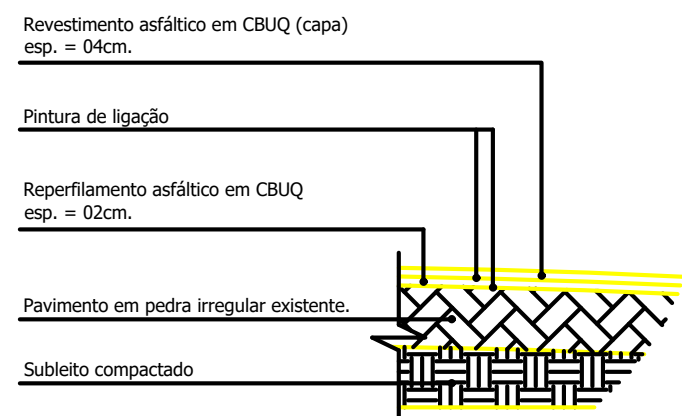 Revestimento asfáltico em CBUQ (capa)
esp. = 04cm.
Pintura de ligação
Reperfilamento asfáltico em CBUQ
esp. = 02cm.
Pavimento em pedra irregular existente.
Subleito compactado